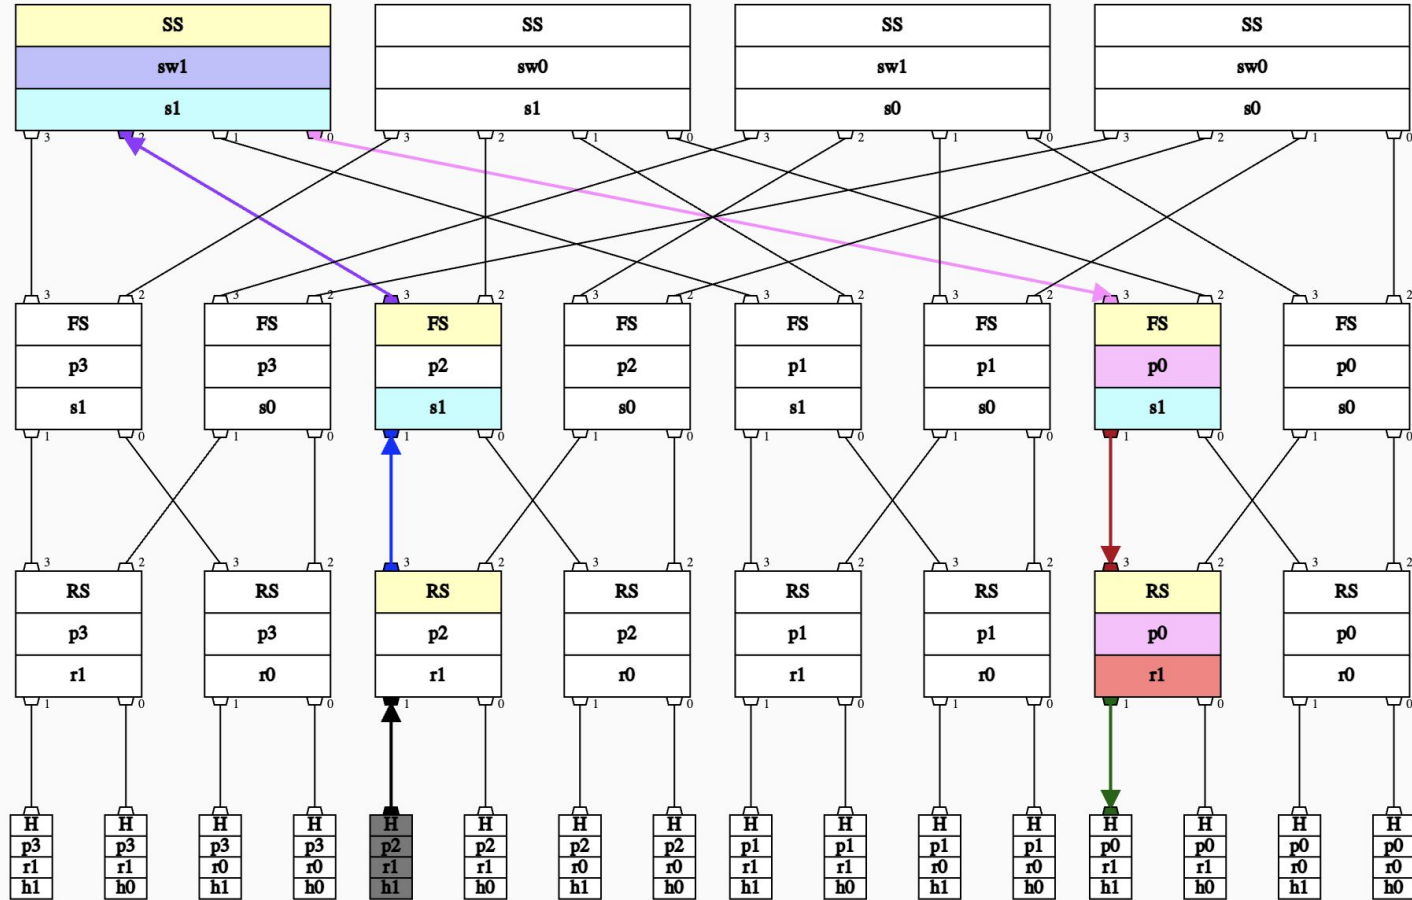 SS SS SS SS
sw1 sw0 sw1 sw0
s1 s1 s0 s0
3 2 1 0 3 2 1 0 3 2 1 0 3 2 1 0
3 2 3 2 3 2 3 2 3 2 3 2 3 2 3 2
FS FS FS FS FS FS FS FS
p3 p3 p2 p2 p1 p1 p0 p0
s1 s0 s1 s0 s1 s0 s1 s0
1 0 1 0 1 0 1 0 1 0 1 0 1 0 1 0
3 2 3 2 3 2 3 2 3 2 3 2 3 2 3 2
RS RS RS RS RS RS RS RS
p3 p3 p2 p2 p1 p1 p0 p0
r1 r0 r1 r0 r1 r0 r1 r0
1 0 1 0 1 0 1 0 1 0 1 0 1 0 1 0
H H H H H H H H H H H H H H H H
p3 p3 p3 p3 p2 p2 p2 p2 p1 p1 p1 p1 p0 p0 p0 p0
r1 r1 r0 r0 r1 r1 r0 r0 r1 r1 r0 r0 r1 r1 r0 r0
h1 h0 h1 h0 h1 h0 h1 h0 h1 h0 h1 h0 h1 h0 h1 h0